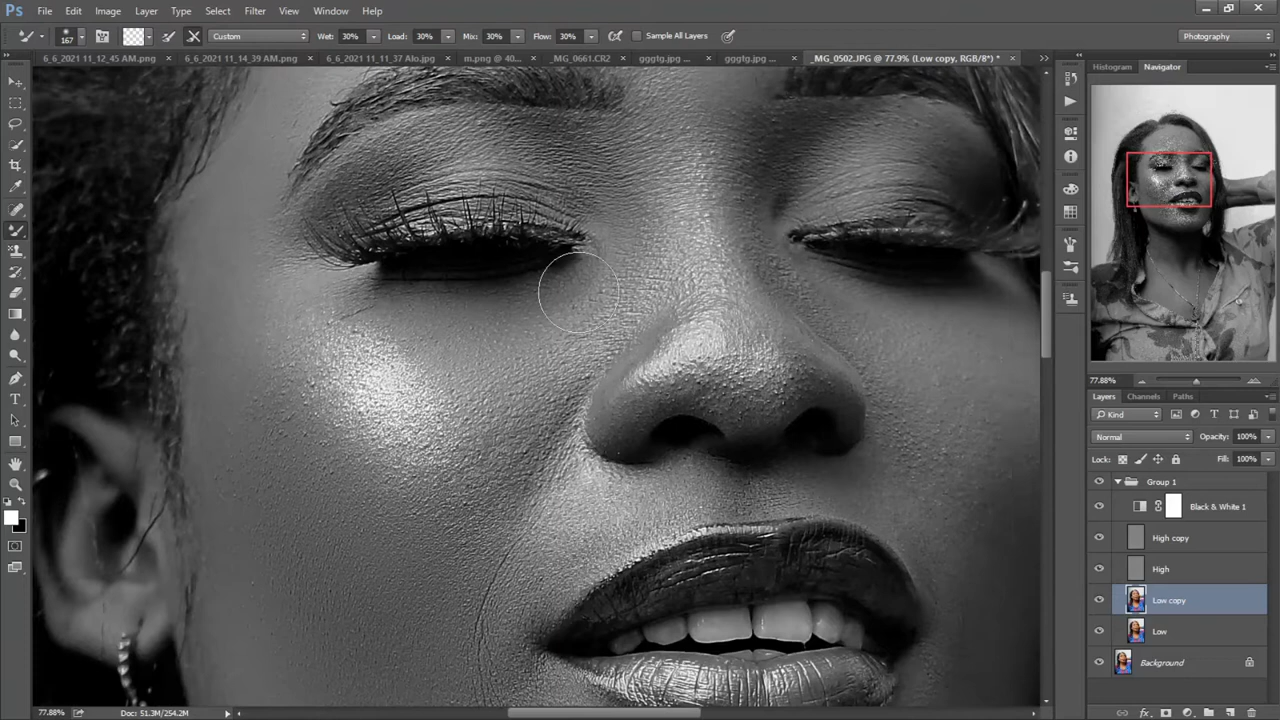 Ps File Edit Image Layer Type Select Filter View Window Help
167 Custom Wet: 30% Load: 30% Mix: 30% Flow: 30% Sample All Layers Photography
6_6_2021 11_12_45 AM.png × 6_6_2021 11_14_39 AM.png × 6_6_2021 11_11_37 Alo.jpg × m.png @ 40... × _MG_0661.CR2 × gggfg.jpg ... × gggfg.jpg ... × _MG_0502.JPG @ 77.9% (Low copy, RGB/8*) * ×
Histogram Navigator
77.88%
Layers Channels Paths
Kind
Normal Opacity: 100%
Lock: Fill: 100%
Group 1
Black & White 1
High copy
High
Low copy
Low
Background
77.88% Doc: 51.3M/254.2M